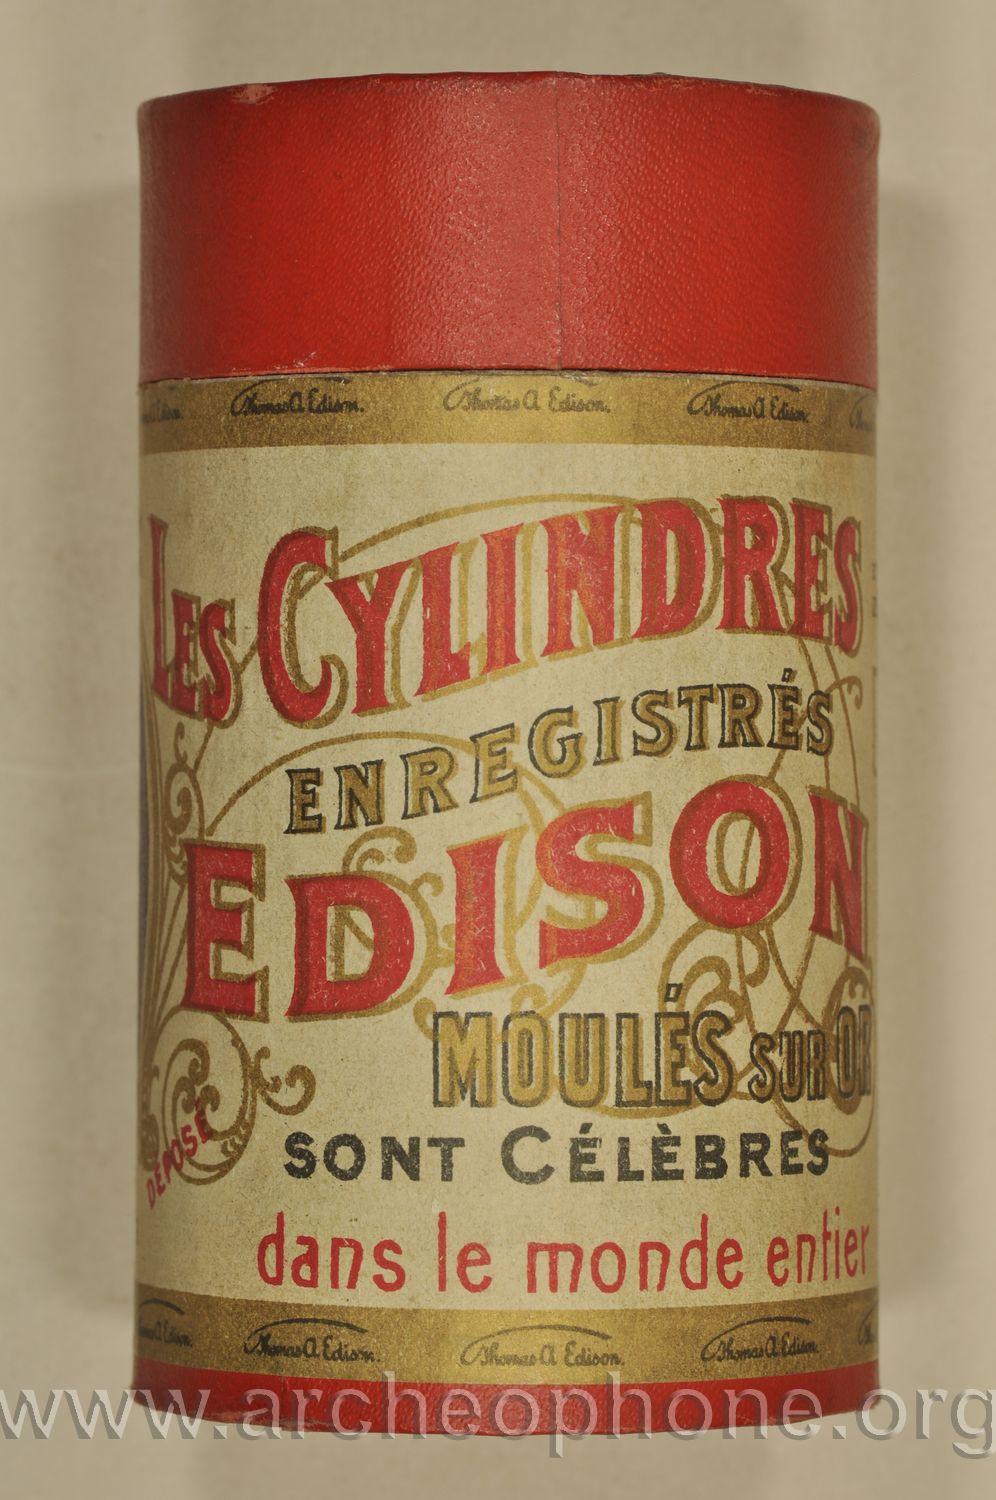 Thomas A Edison. Thomas A Edison. Thomas A Edison.
LES CYLINDRES
ENREGISTRÉS
EDISON
MOULÉS SUR OR
SONT CÉLÈBRES
DÉPOSÉ
dans le monde entier
Thomas A Edison. Thomas A Edison. Thomas A Edison.
www.archeophone.org